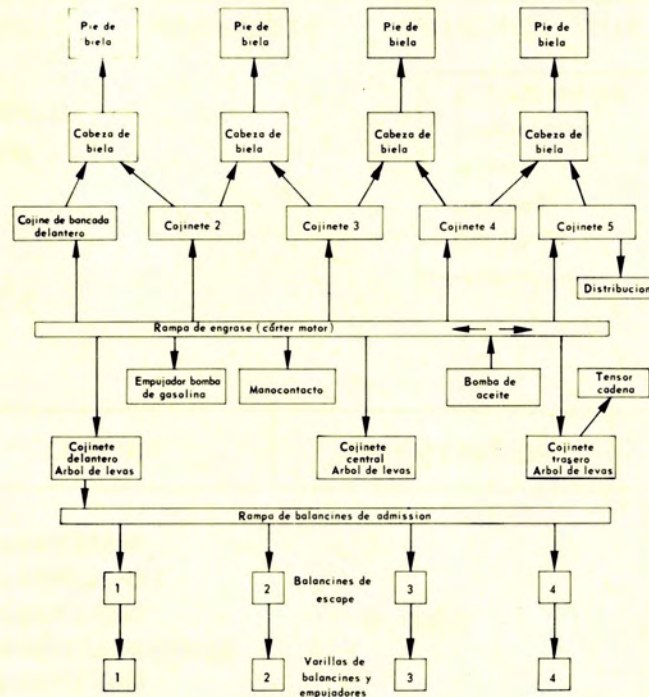 Pie de
biela
Pie de
biela
Pie de
biela
Pie de
biela
Cabeza de
biela
Cabeza de
biela
Cabeza de
biela
Cabeza de
biela
Cojine de bancada
delantero
Cojinete 2
Cojinete 3
Cojinete 4
Cojinete 5
Distribucion
Rampa de engrase (córter motor)
Empujador bomba
de gasolina
Manocontacto
Bomba de
aceite
Tensor
cadena
Cojinete
delantero
Arbol de levas
Cojinete
central
Arbol de levas
Cojinete
trasero
Arbol de levas
Rampa de balancines de admission
1
2
Balancines de
escape
3
4
1
2
Varillas de
balancines y
empujadores
3
4